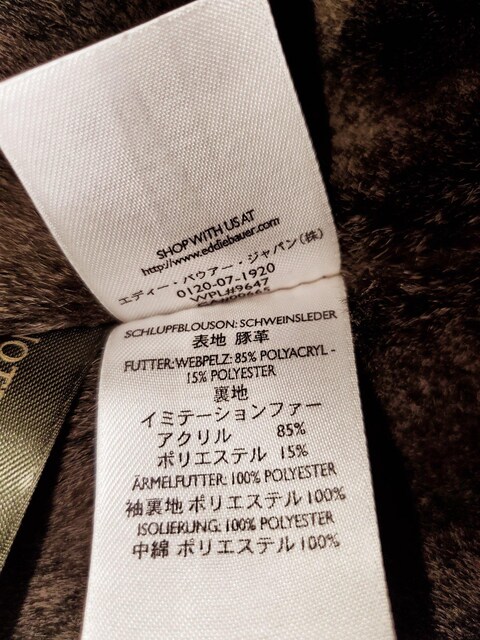 SHOP WITH US AT
http://www.eddiebauer.com
エディー・バウアー・ジャパン(株)
0120-07-1920
WPL#9647
CA#00665
SCHLUPFBLOUSON: SCHWEINSLEDER
表地 豚革
FUTTER: WEBPELZ: 85% POLYACRYL -
15% POLYESTER
裏地
イミテーションファー
アクリル 85%
ポリエステル 15%
ÄRMELFUTTER: 100% POLYESTER
袖裏地 ポリエステル 100%
ISOLIERUNG: 100% POLYESTER
中綿 ポリエステル 100%